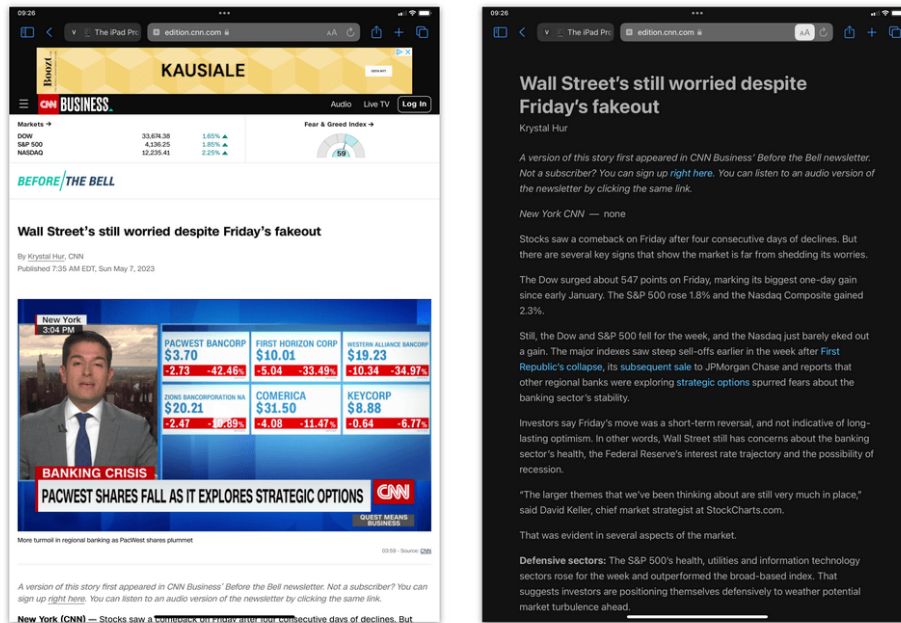 09:26
The iPad Pro
edition.cnn.com
AA
Boozt
KAUSIALE
CNN BUSINESS
Audio Live TV Log In
Markets →
DOW 33,674.38 1.65%
S&P 500 4,136.25 1.85%
NASDAQ 12,235.41 2.25%
Fear & Greed Index →
59
BEFORE/THE BELL
Wall Street's still worried despite Friday's fakeout
By Krystal Hur, CNN
Published 7:35 AM EDT, Sun May 7, 2023
New York
3:04 PM
PACWEST BANCORP FIRST HORIZON CORP WESTERN ALLIANCE BANCORP
$3.70 $10.01 $19.23
-2.73 -42.46% -5.04 -33.49% -10.34 -34.97%
ZIONS BANCORPORATION NA COMERICA KEYCORP
$20.21 $31.50 $8.88
-2.47 -10.89% -4.08 -11.47% -0.64 -6.77%
BANKING CRISIS
PACWEST SHARES FALL AS IT EXPLORES STRATEGIC OPTIONS CNN
QUEST MEANS
BUSINESS
More turmoil in regional banking as PacWest shares plummet
03:59 - Source: CNN
A version of this story first appeared in CNN Business' Before the Bell newsletter. Not a subscriber? You can
sign up right here. You can listen to an audio version of the newsletter by clicking the same link.
New York (CNN) — Stocks saw a comeback on Friday after four consecutive days of declines. But
09:26
The iPad Pro
edition.cnn.com
AA
Wall Street's still worried despite
Friday's fakeout
Krystal Hur
A version of this story first appeared in CNN Business' Before the Bell newsletter.
Not a subscriber? You can sign up right here. You can listen to an audio version of
the newsletter by clicking the same link.
New York CNN — none
Stocks saw a comeback on Friday after four consecutive days of declines. But
there are several key signs that show the market is far from shedding its worries.
The Dow surged about 547 points on Friday, marking its biggest one-day gain
since early January. The S&P 500 rose 1.8% and the Nasdaq Composite gained
2.3%.
Still, the Dow and S&P 500 fell for the week, and the Nasdaq just barely eked out
a gain. The major indexes saw steep sell-offs earlier in the week after First
Republic's collapse, its subsequent sale to JPMorgan Chase and reports that
other regional banks were exploring strategic options spurred fears about the
banking sector's stability.
Investors say Friday's move was a short-term reversal, and not indicative of long-
lasting optimism. In other words, Wall Street still has concerns about the banking
sector's health, the Federal Reserve's interest rate trajectory and the possibility of
recession.
"The larger themes that we've been thinking about are still very much in place,"
said David Keller, chief market strategist at StockCharts.com.
That was evident in several aspects of the market.
Defensive sectors: The S&P 500's health, utilities and information technology
sectors rose for the week and outperformed the broad-based index. That
suggests investors are positioning themselves defensively to weather potential
market turbulence ahead.